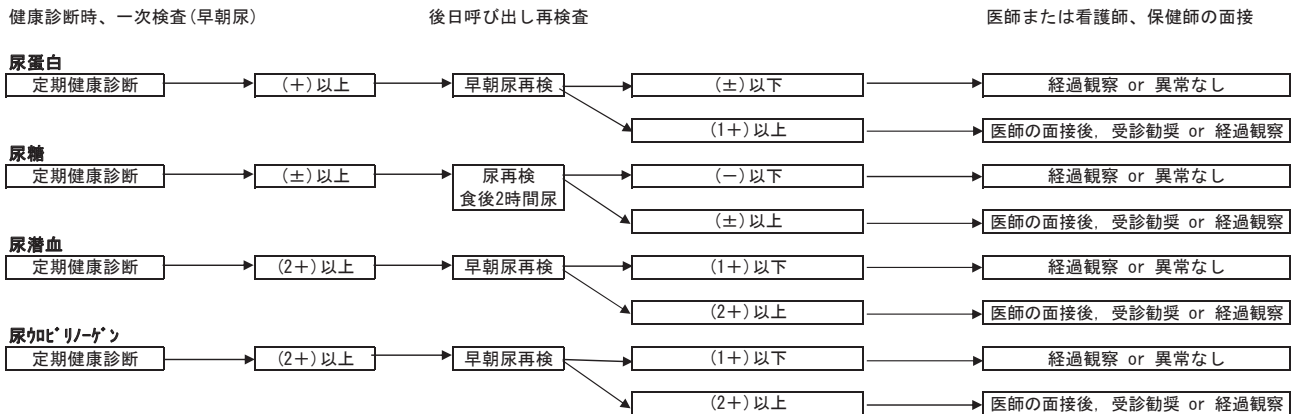 健康診断時、一次検査(早朝尿) 後日呼び出し再検査 医師または看護師、保健師の面接
尿蛋白
定期健康診断 (+)以上 早朝尿再検 (±)以下 経過観察 or 異常なし
(1+)以上 医師の面接後, 受診勧奨 or 経過観察
尿糖
定期健康診断 (±)以上 尿再検 (-)以下 経過観察 or 異常なし
食後2時間尿
(±)以上 医師の面接後, 受診勧奨 or 経過観察
尿潜血
定期健康診断 (2+)以上 早朝尿再検 (1+)以下 経過観察 or 異常なし
(2+)以上 医師の面接後, 受診勧奨 or 経過観察
尿ｳﾛﾋﾞﾘﾉｰｹﾞﾝ
定期健康診断 (2+)以上 早朝尿再検 (1+)以下 経過観察 or 異常なし
(2+)以上 医師の面接後, 受診勧奨 or 経過観察